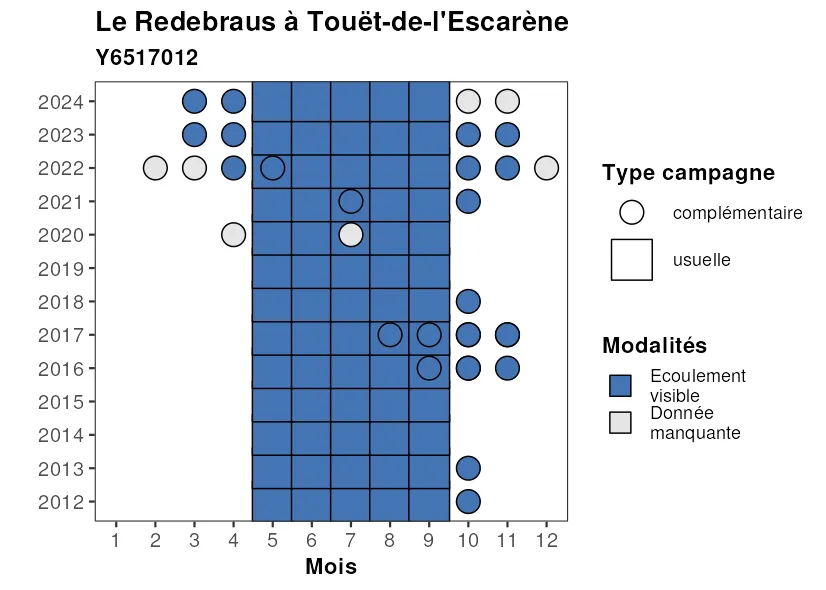 Le Redebraus à Touët-de-l'Escarène
Y6517012
2024
2023
2022
2021
2020
2019
2018
2017
2016
2015
2014
2013
2012
1 2 3 4 5 6 7 8 9 10 11 12
Mois
Type campagne
complémentaire
usuelle
Modalités
Ecoulement
visible
Donnée
manquante